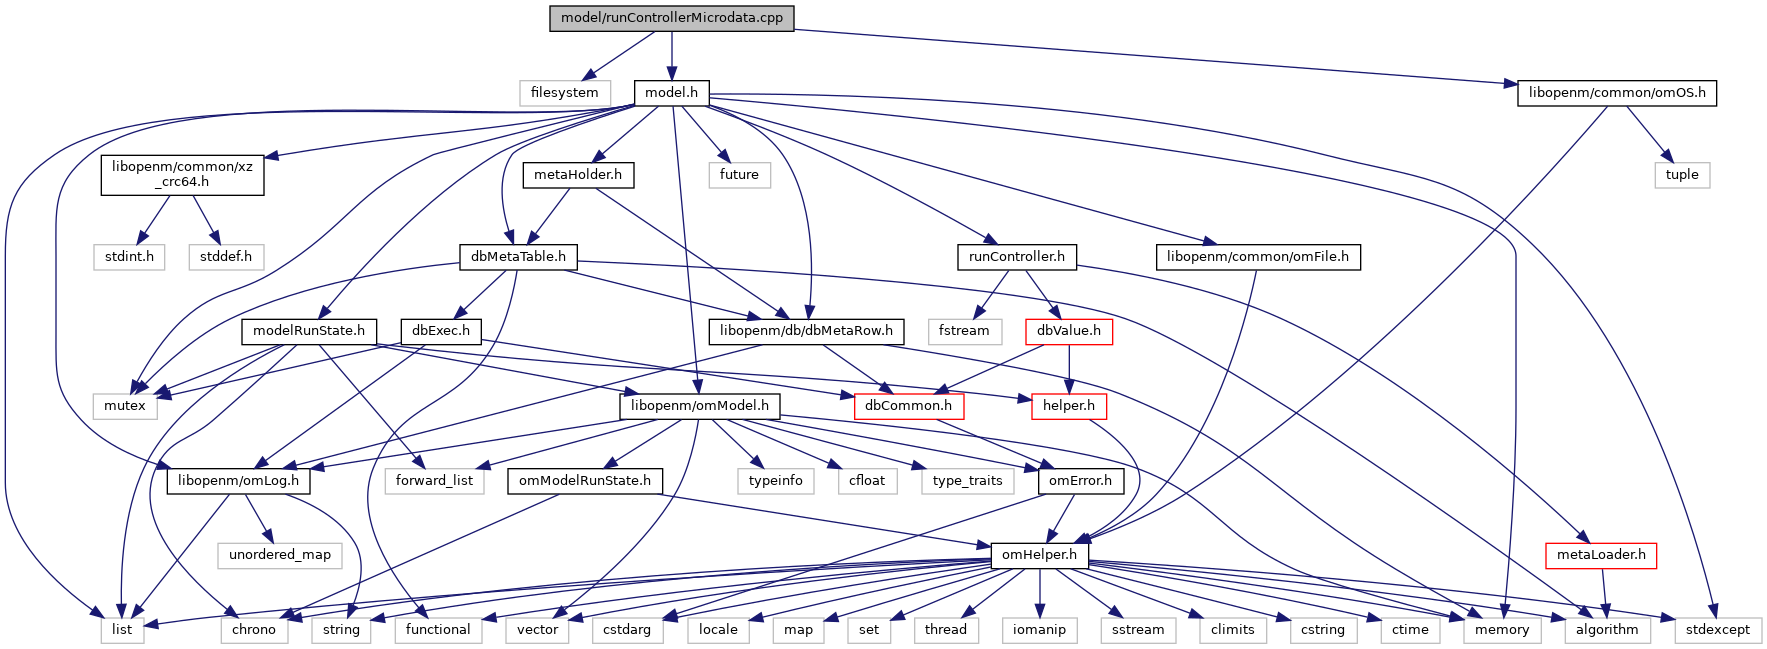 model/runControllerMicrodata.cpp
filesystem
model.h
libopenm/common/omOS.h
libopenm/common/xz
_crc64.h
metaHolder.h
future
tuple
stdint.h
stddef.h
dbMetaTable.h
runController.h
libopenm/common/omFile.h
modelRunState.h
dbExec.h
libopenm/db/dbMetaRow.h
fstream
dbValue.h
mutex
libopenm/omModel.h
dbCommon.h
helper.h
libopenm/omLog.h
forward_list
omModelRunState.h
typeinfo
cfloat
type_traits
omError.h
unordered_map
omHelper.h
metaLoader.h
list
chrono
string
functional
vector
cstdarg
locale
map
set
thread
iomanip
sstream
climits
cstring
ctime
memory
algorithm
stdexcept